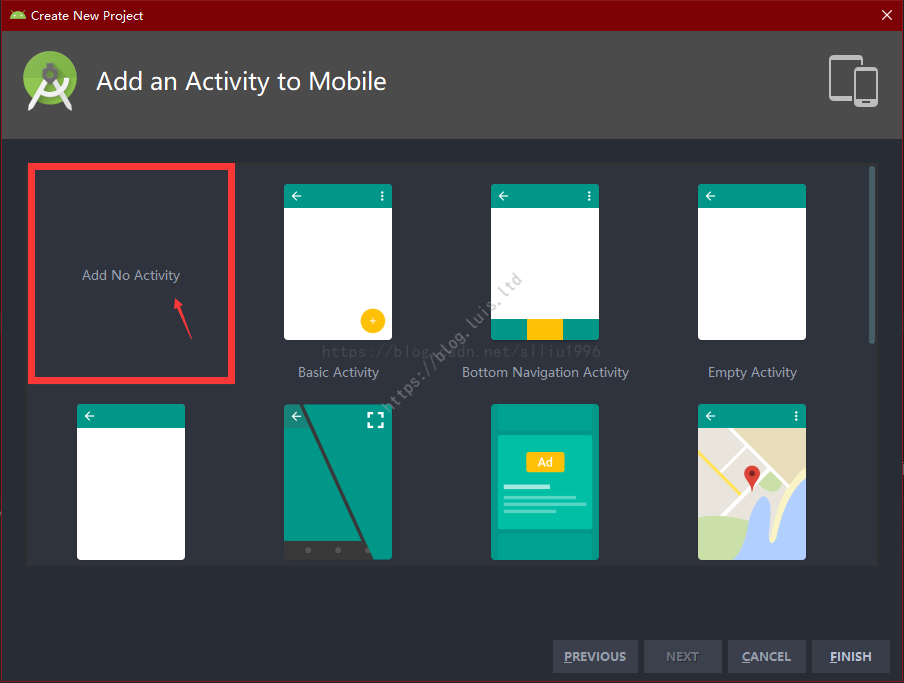 Create New Project
Add an Activity to Mobile
Add No Activity
https://blog.luis.ltd
https://blog.csdn.net/slliu1996
Basic Activity
Bottom Navigation Activity
Empty Activity
Ad
PREVIOUS
NEXT
CANCEL
FINISH